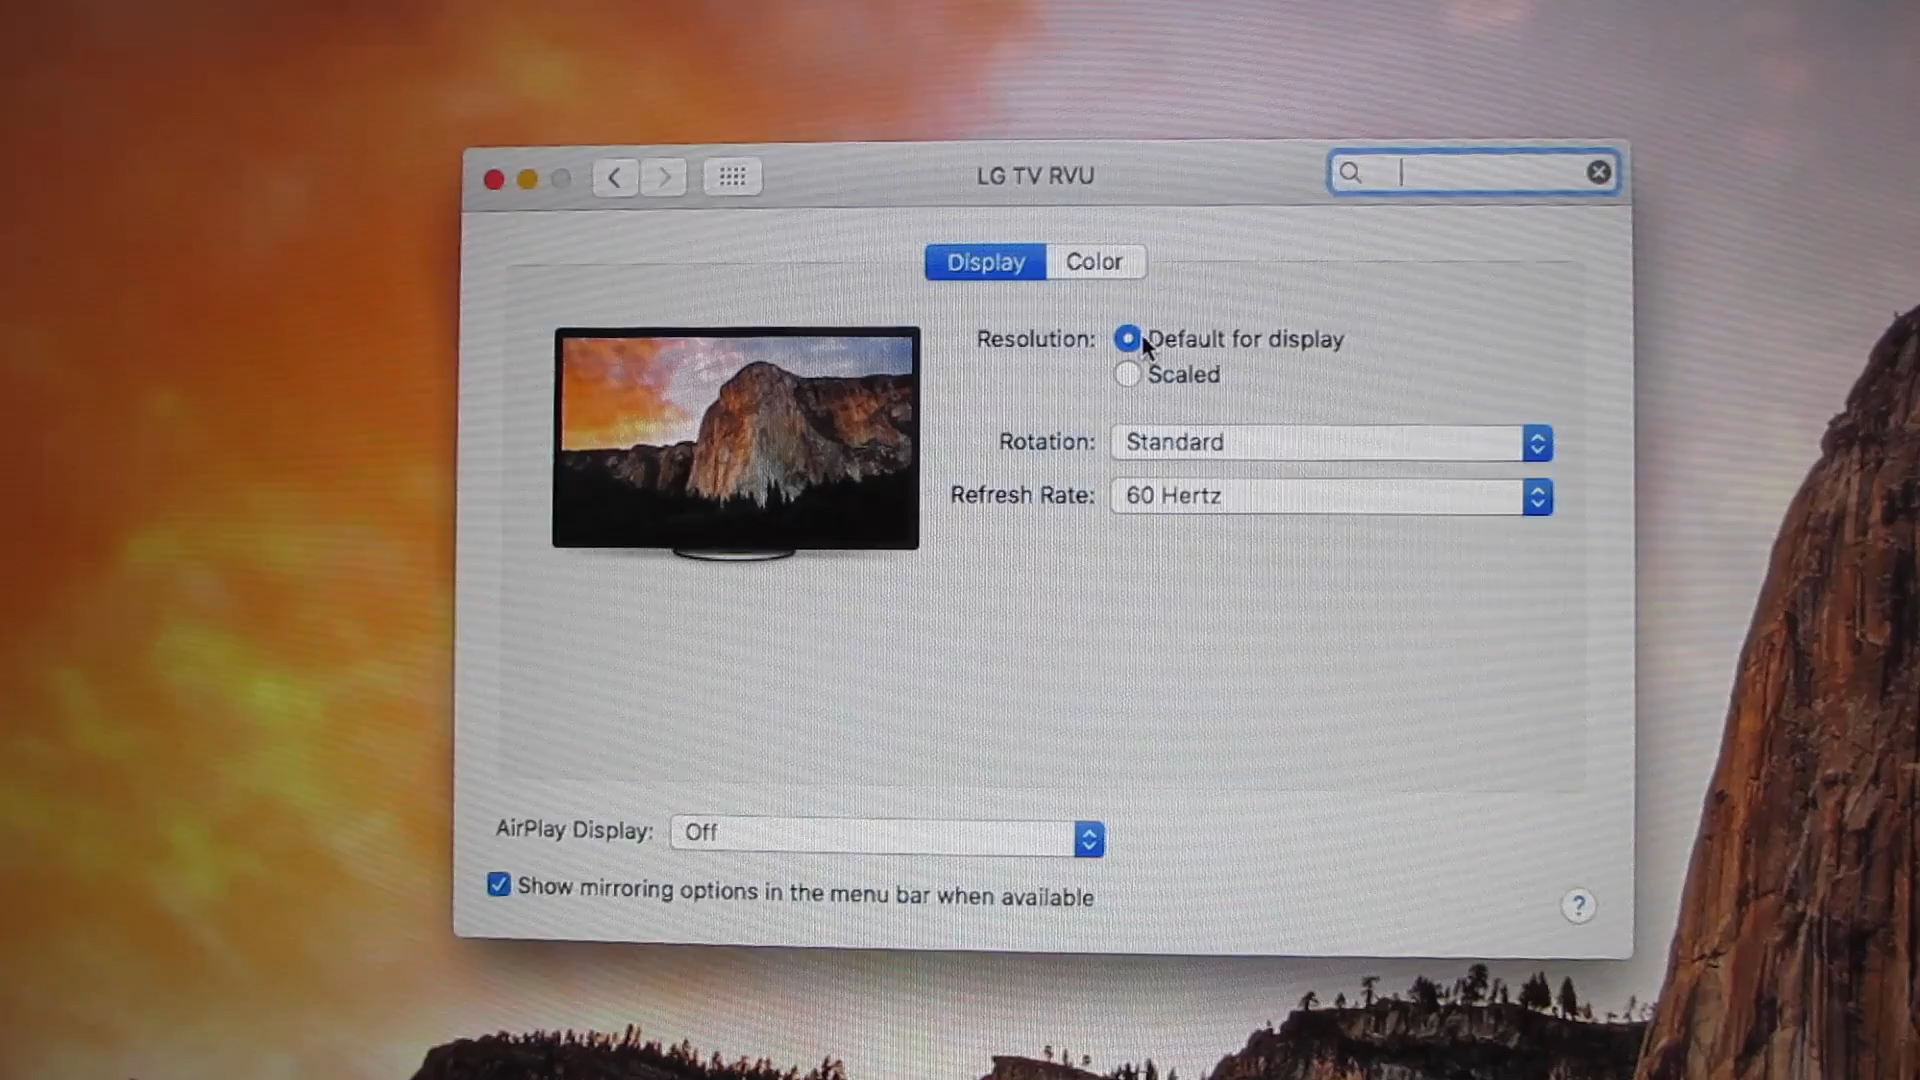 LG TV RVU
Display Color
Resolution: Default for display
Scaled
Rotation: Standard
Refresh Rate: 60 Hertz
AirPlay Display: Off
Show mirroring options in the menu bar when available
?